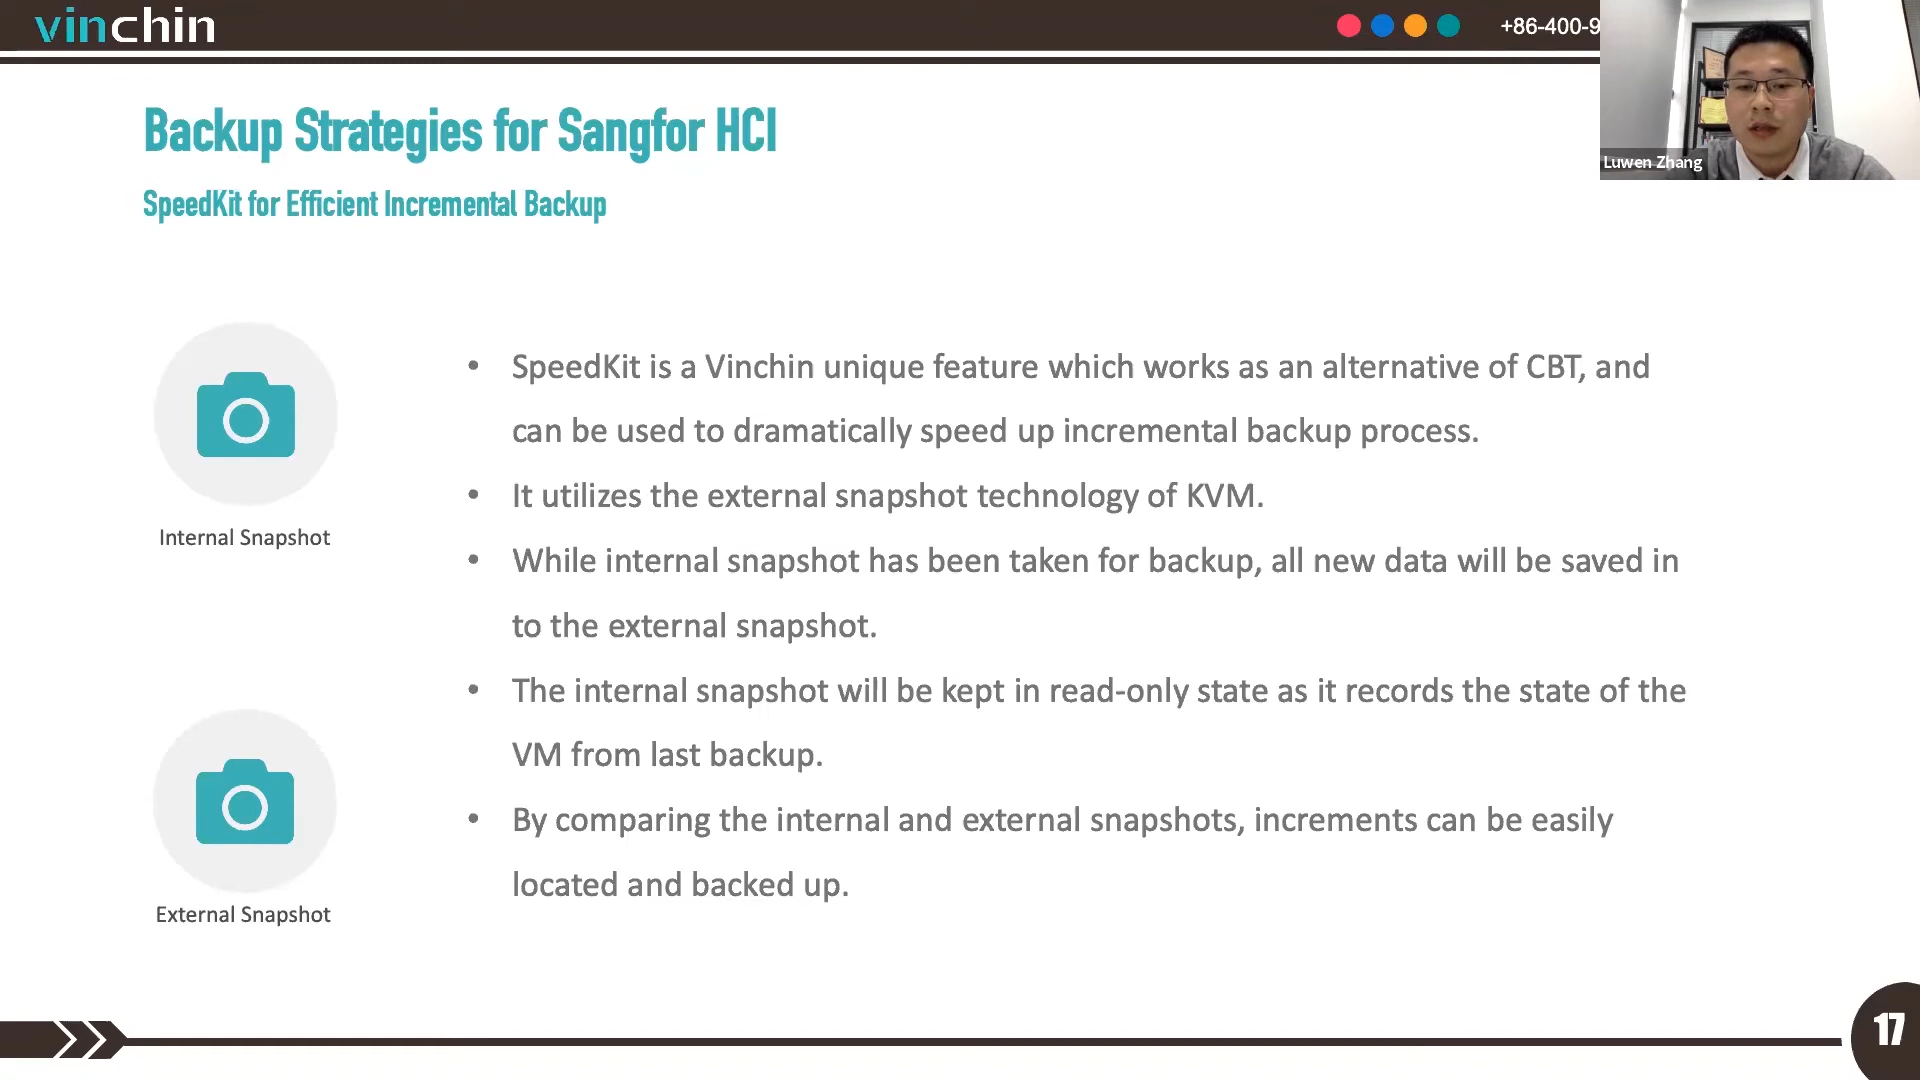 vinchin
+86-400-9
Luwen Zhang
Backup Strategies for Sangfor HCI
SpeedKit for Efficient Incremental Backup
Internal Snapshot
External Snapshot
• SpeedKit is a Vinchin unique feature which works as an alternative of CBT, and
can be used to dramatically speed up incremental backup process.
• It utilizes the external snapshot technology of KVM.
• While internal snapshot has been taken for backup, all new data will be saved in
to the external snapshot.
• The internal snapshot will be kept in read-only state as it records the state of the
VM from last backup.
• By comparing the internal and external snapshots, increments can be easily
located and backed up.
17